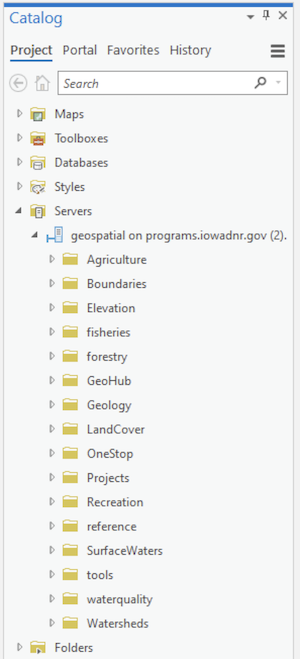 Catalog
Project Portal Favorites History
Search
Maps
Toolboxes
Databases
Styles
Servers
geospatial on programs.iowadnr.gov (2).
Agriculture
Boundaries
Elevation
fisheries
forestry
GeoHub
Geology
LandCover
OneStop
Projects
Recreation
reference
SurfaceWaters
tools
waterquality
Watersheds
Folders